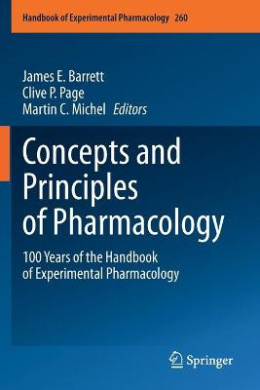 Handbook of Experimental Pharmacology 260
James E. Barrett
Clive P. Page
Martin C. Michel Editors
Concepts and
Principles
of Pharmacology
100 Years of the Handbook
of Experimental Pharmacology
Springer